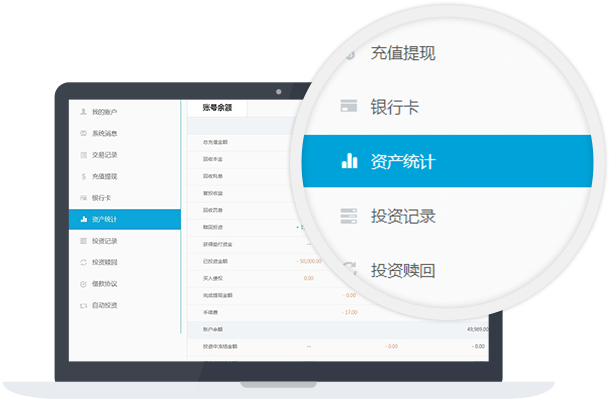 我的账户
系统消息
交易记录
充值提现
银行卡
资产统计
投资记录
投资赎回
借款协议
自动投资
账号余额
总充值金额
回收本金
回收利息
回收罚息
赎回投资
获得垫付资金 --
已投资金额 - 50,000.00
买入债权 0.00
完成提现金额 - 0.00
手续费 - 17.00
账户余额 49,989.00
投资中冻结金额 -- - 0.00 - 0.00
充值提现
银行卡
资产统计
投资记录
投资赎回